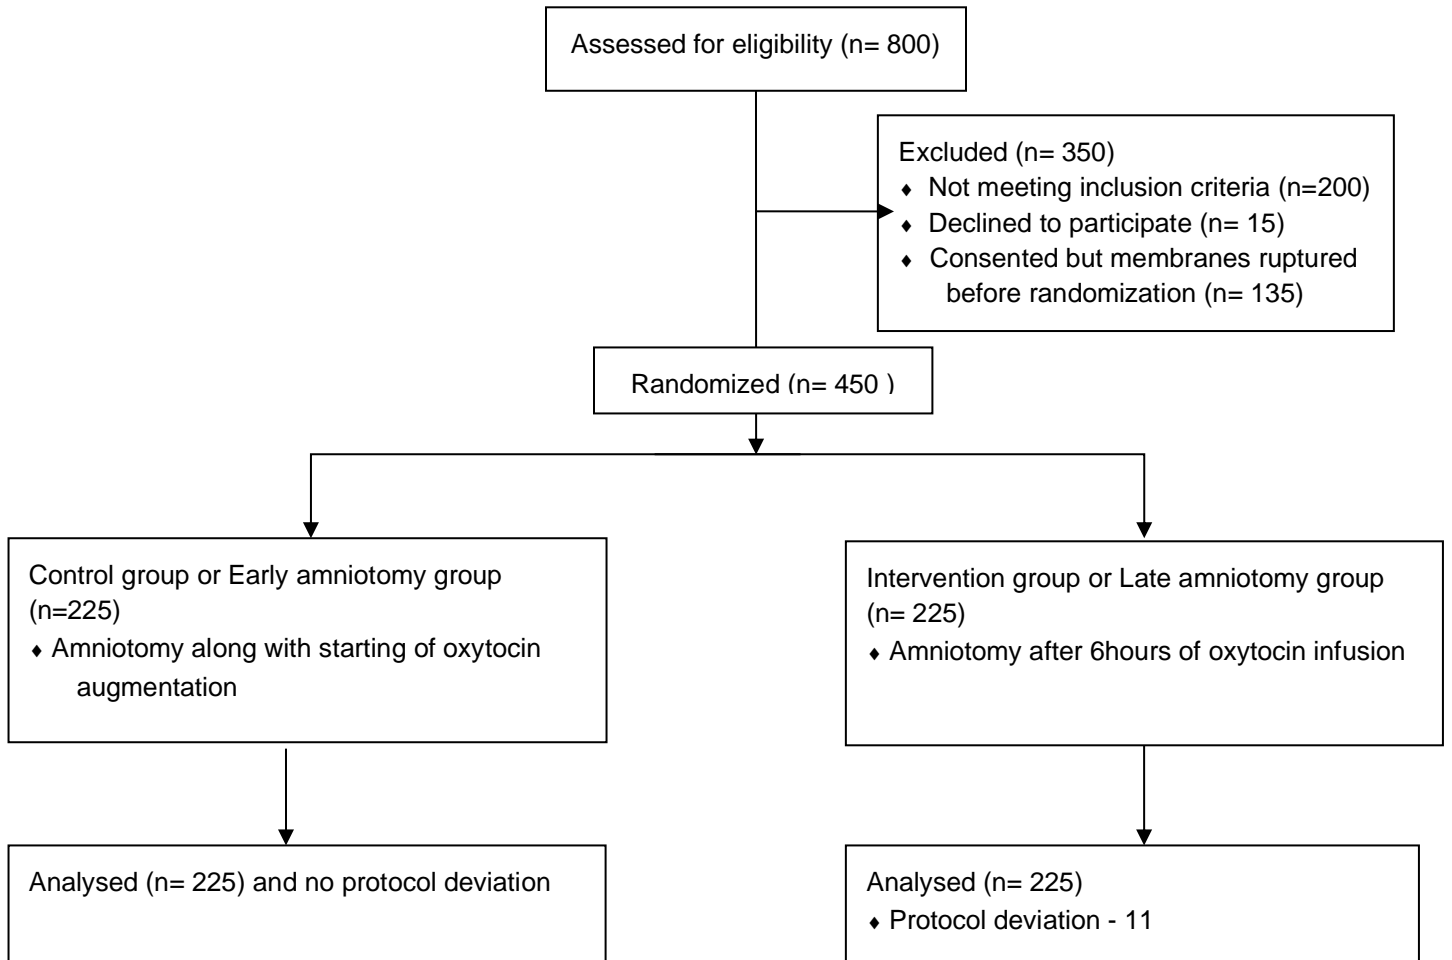 Assessed for eligibility (n= 800)
Excluded (n= 350)
♦ Not meeting inclusion criteria (n=200)
♦ Declined to participate (n= 15)
♦ Consented but membranes ruptured
before randomization (n= 135)
Randomized (n= 450 )
Control group or Early amniotomy group
(n=225)
♦ Amniotomy along with starting of oxytocin
augmentation
Intervention group or Late amniotomy group
(n= 225)
♦ Amniotomy after 6hours of oxytocin infusion
Analysed (n= 225) and no protocol deviation
Analysed (n= 225)
♦ Protocol deviation - 11